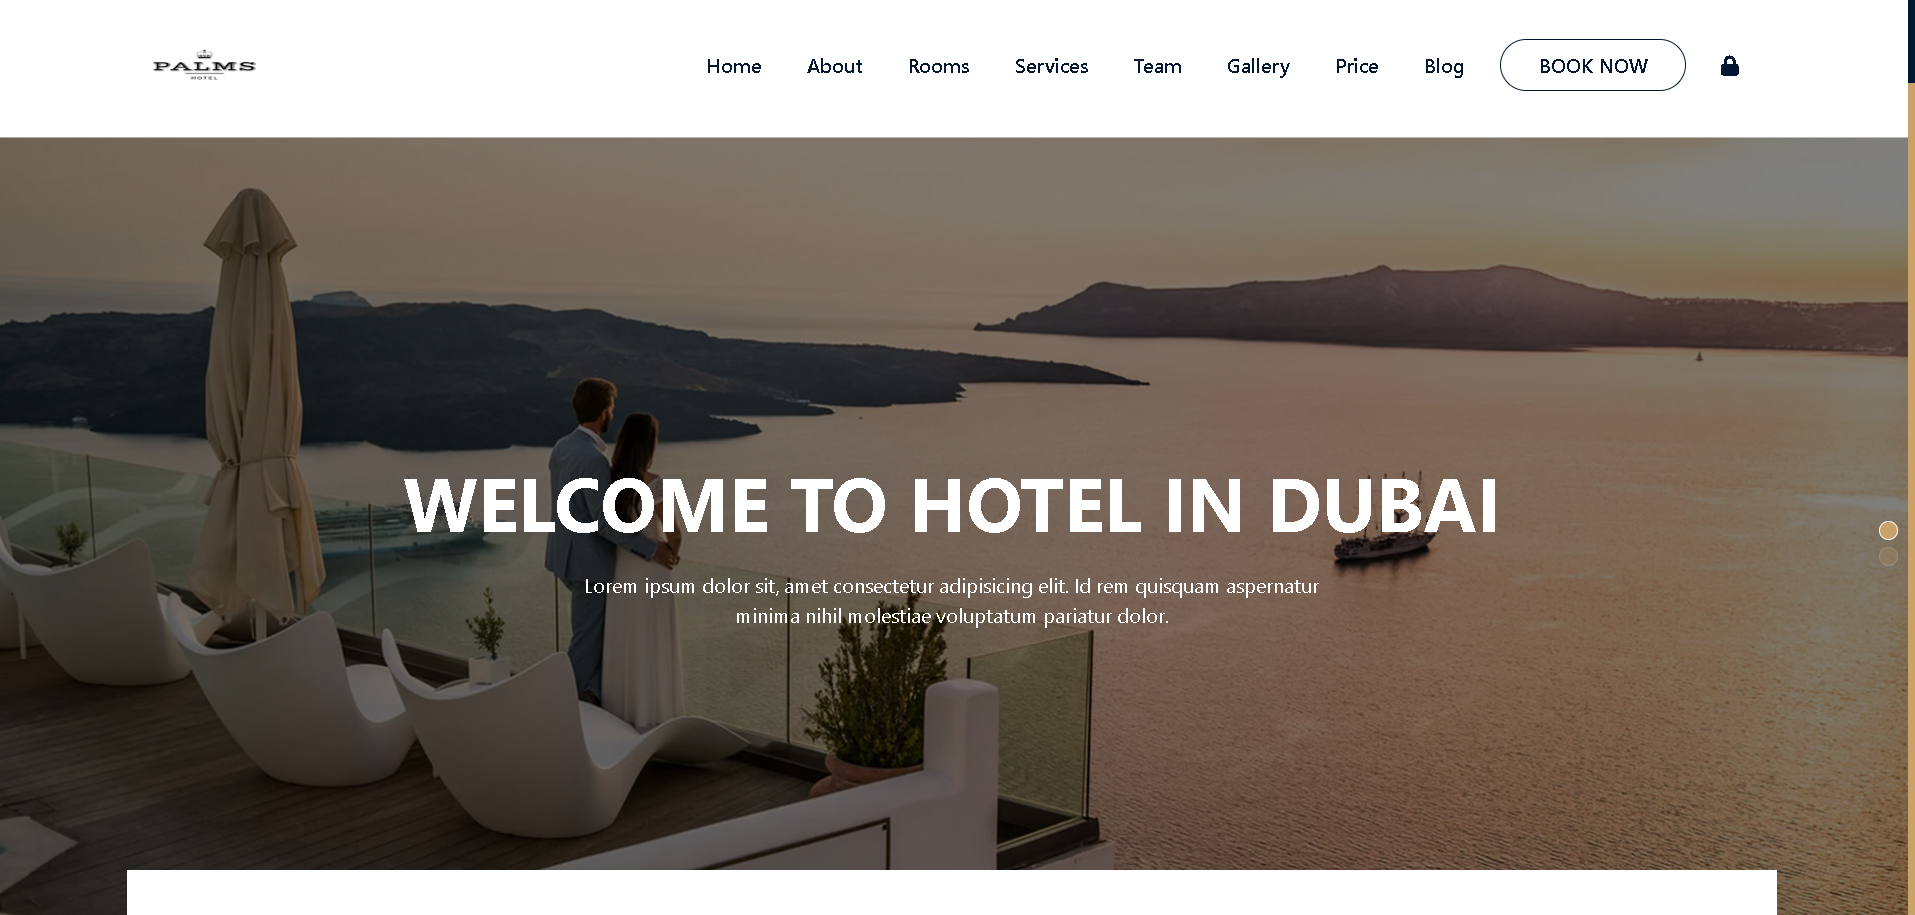 PALMS
HOTEL
Home About Rooms Services Team Gallery Price Blog BOOK NOW
WELCOME TO HOTEL IN DUBAI
Lorem ipsum dolor sit, amet consectetur adipisicing elit. Id rem quisquam aspernatur
minima nihil molestiae voluptatum pariatur dolor.